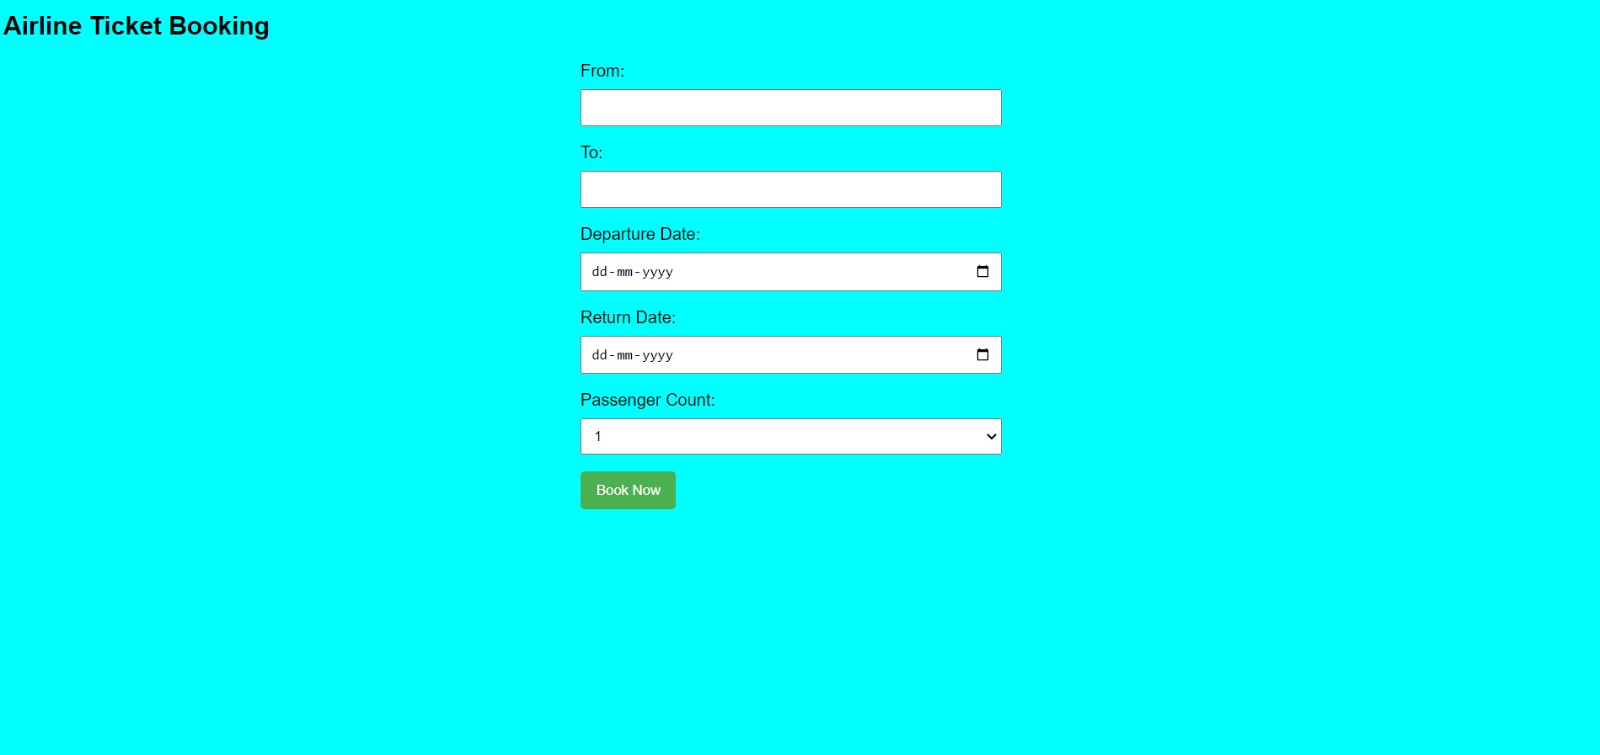 Airline Ticket Booking
From:
To:
Departure Date:
dd-mm-yyyy
Return Date:
dd-mm-yyyy
Passenger Count:
1
Book Now